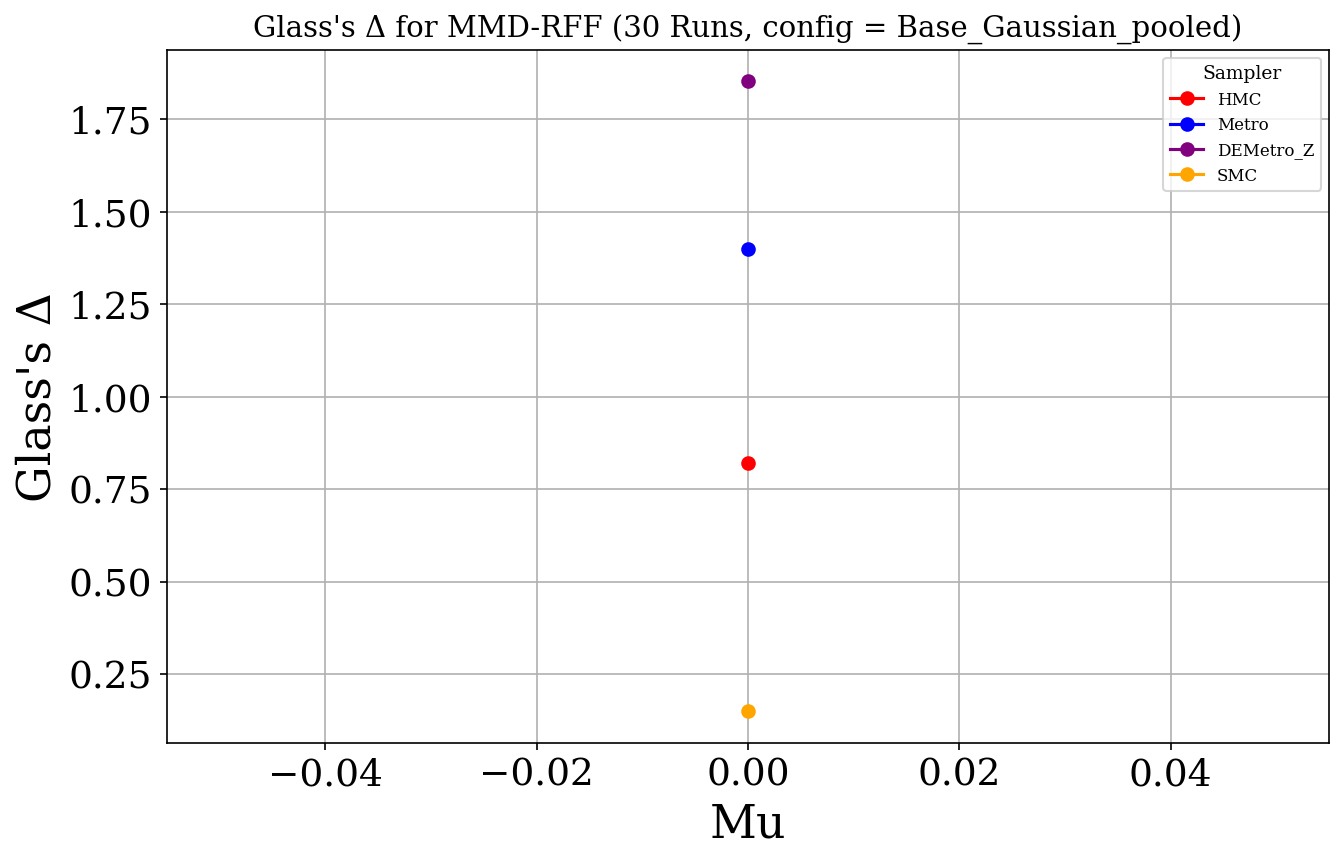 Glass's Δ for MMD-RFF (30 Runs, config = Base_Gaussian_pooled)
Sampler
HMC
Metro
DEMetro_Z
SMC
Glass's Δ
1.75
1.50
1.25
1.00
0.75
0.50
0.25
−0.04
−0.02
0.00
0.02
0.04
Mu